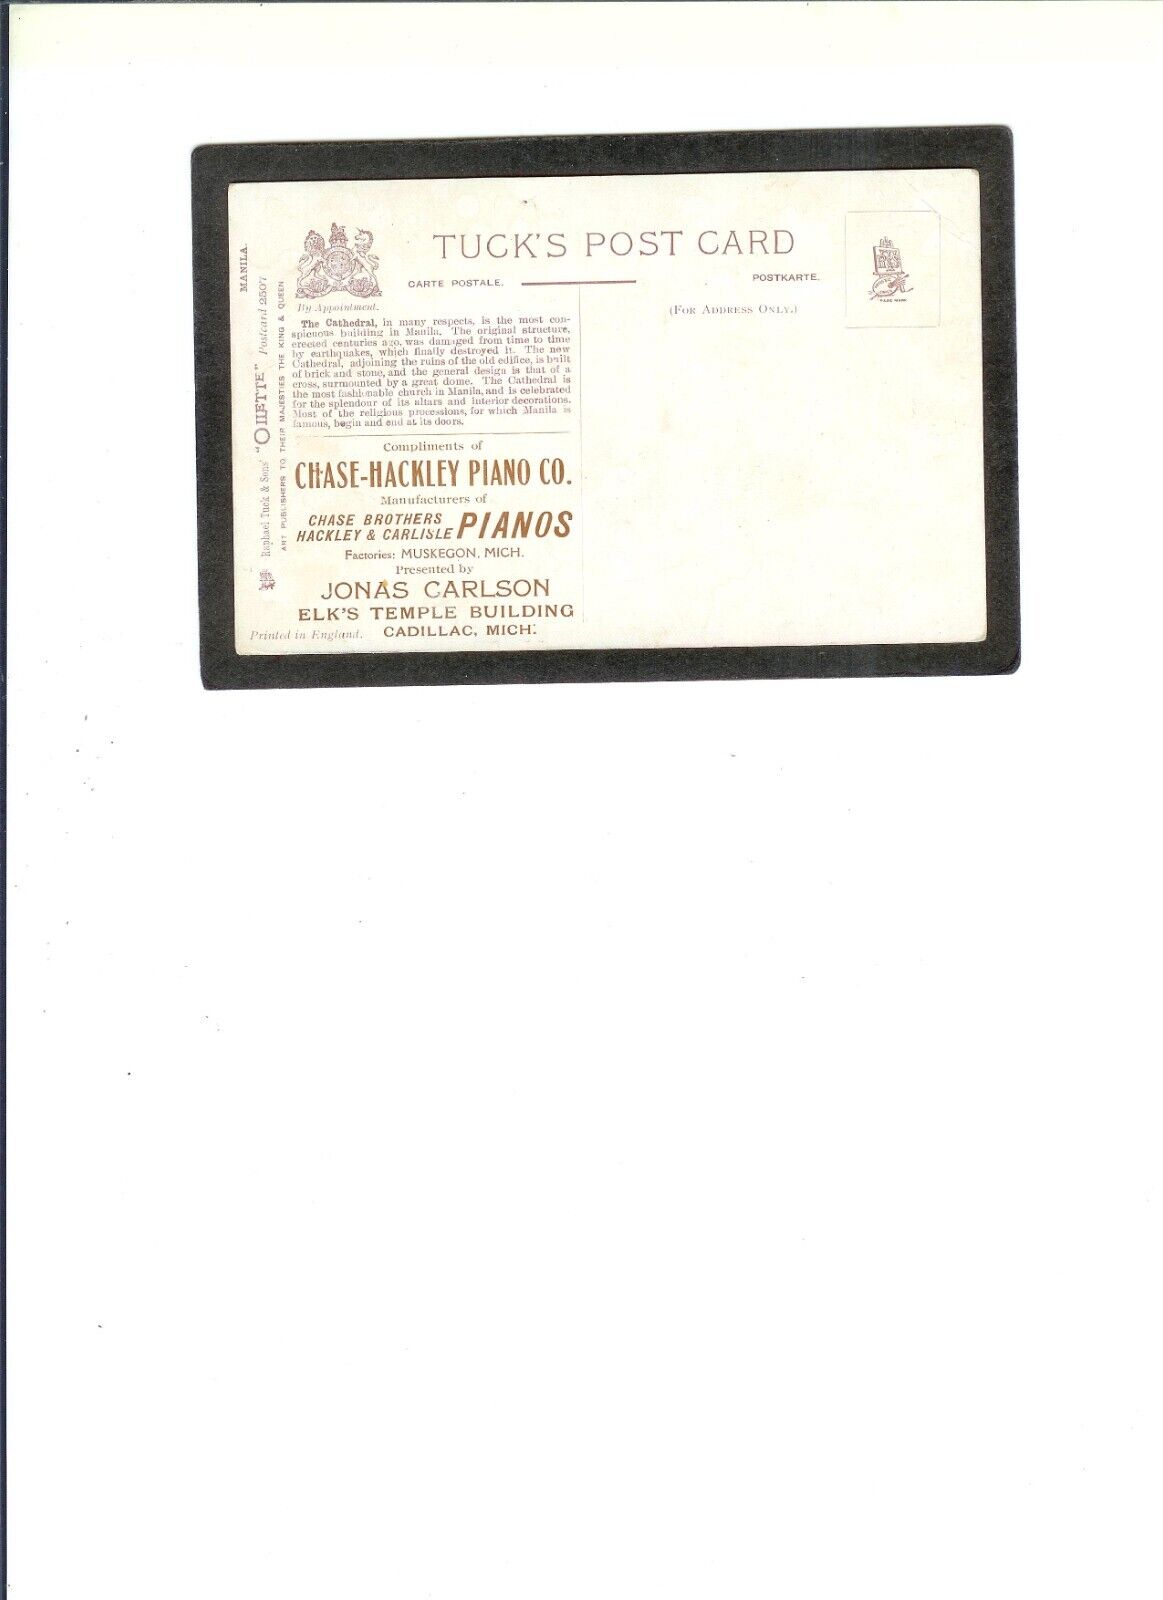 TUCK'S POST CARD
CARTE POSTALE.
POSTKARTE.
(FOR ADDRESS ONLY.)
TRADE MARK
By Appointment.
The Cathedral, in many respects, is the most con-
spicuous building in Manila. The original structure,
erected centuries ago, was damaged from time to time
by earthquakes, which finally destroyed it. The new
Cathedral, adjoining the ruins of the old edifice, is built
of brick and stone, and the general design is that of a
cross, surmounted by a great dome. The Cathedral is
the most fashionable church in Manila, and is celebrated
for the splendour of its altars and interior decorations.
Most of the religious processions, for which Manila is
famous, begin and end at its doors.
Compliments of
CHASE-HACKLEY PIANO CO.
Manufacturers of
CHASE BROTHERS
HACKLEY & CARLISLE PIANOS
Factories: MUSKEGON, MICH.
Presented by
JONAS CARLSON
ELK'S TEMPLE BUILDING
CADILLAC, MICH.
Printed in England.
MANILA.
Raphael Tuck & Sons' "OILETTE" Postcard 2507
ART PUBLISHERS TO THEIR MAJESTIES THE KING & QUEEN